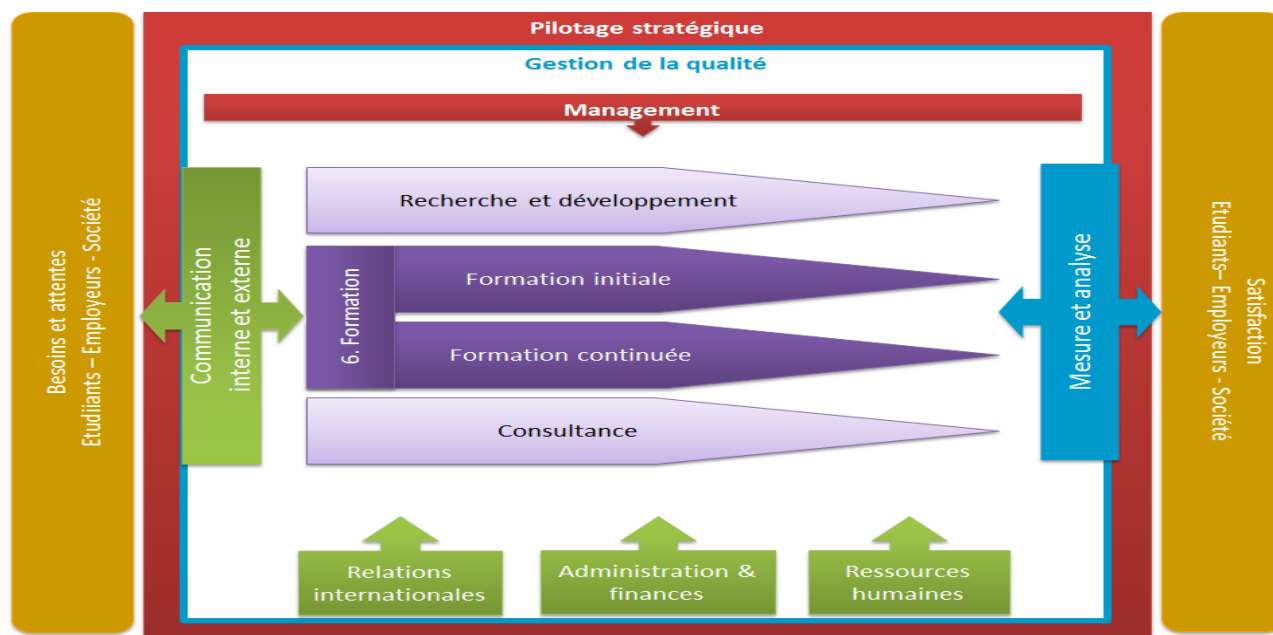 Pilotage stratégique
Gestion de la qualité
Management
Besoins et attentes
Etudiiants – Employeurs - Société
Communication
interne et externe
Recherche et développement
6. Formation
Formation initiale
Formation continuée
Consultance
Mesure et analyse
Satisfaction
Etudiants– Employeurs - Société
Relations
internationales
Administration &
finances
Ressources
humaines